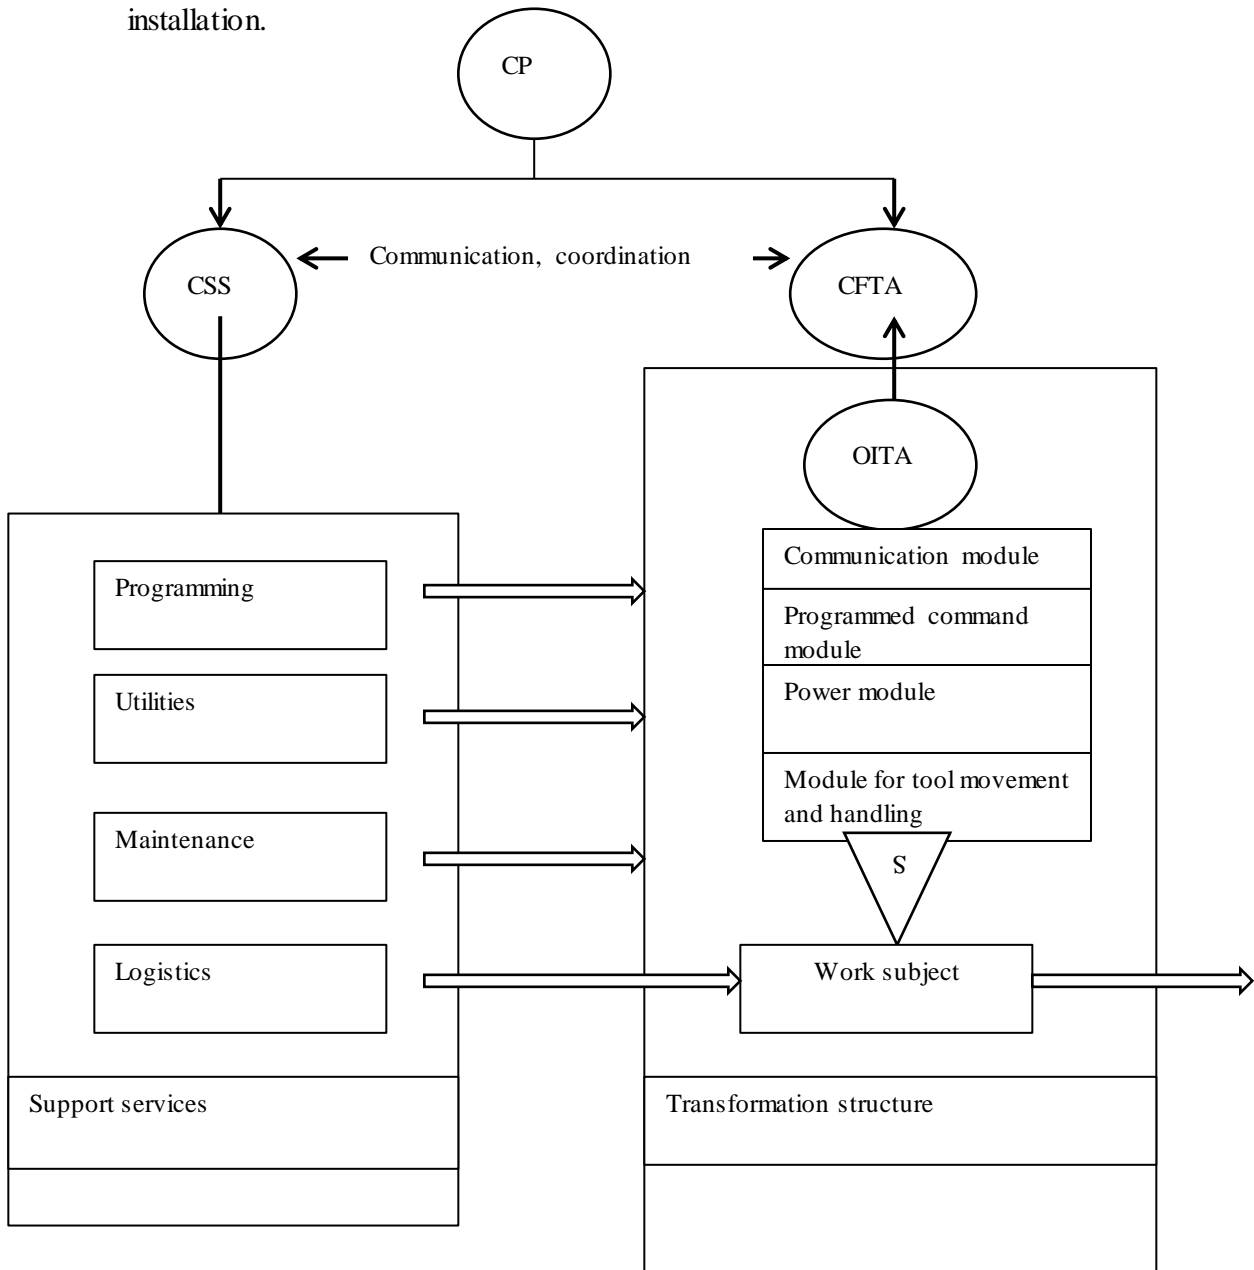 installation.
CP
Communication, coordination
CSS
CFTA
OITA
Communication module
Programming
Programmed command
module
Utilities
Power module
Module for tool movement
and handling
Maintenance
S
Logistics
Work subject
Support services
Transformation structure